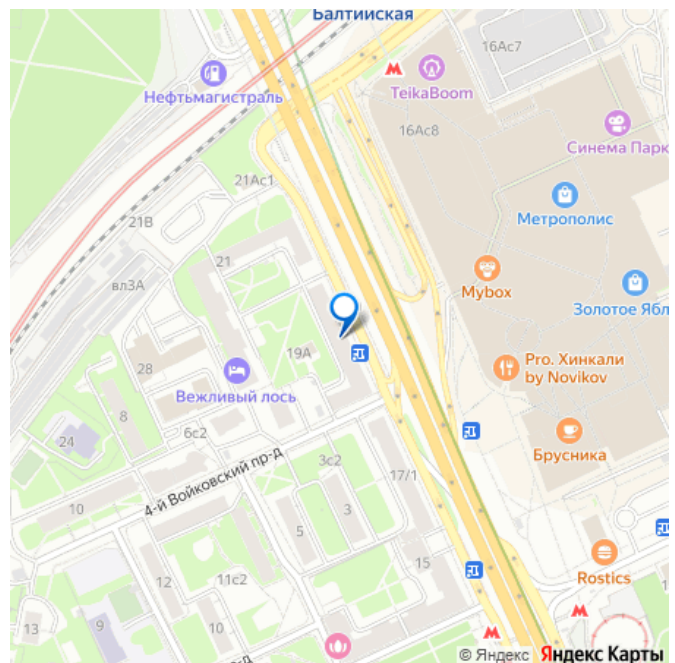 Балтийская
16Ас7
TeikaBoom
Нефтьмагистраль
16Ас8
Синема Парк
21Ас1
Метрополис
21В
21
вл3А
Mybox
Золотое Ябл
19А
28
Pro. Хинкали
by Novikov
Вежливый лось
8
6с2
24
Брусника
4-й Войковский пр-д
3с2
17/1
10
3
5
15
Rostics
11с2
12
1
10
9
13
© Яндекс Яндекс Карты